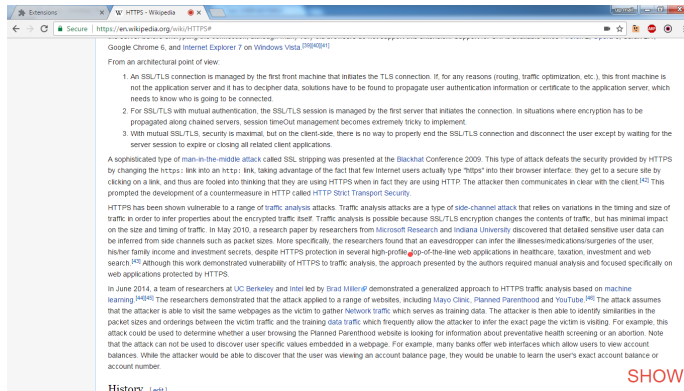 Extensions
W HTTPS - Wikipedia
Secure
https://en.wikipedia.org/wiki/HTTPS#
Google Chrome 6, and Internet Explorer 7 on Windows Vista.[39][40][41]
From an architectural point of view:
1. An SSL/TLS connection is managed by the first front machine that initiates the TLS connection. If, for any reasons (routing, traffic optimization, etc.), this front machine is
not the application server and it has to decipher data, solutions have to be found to propagate user authentication information or certificate to the application server, which
needs to know who is going to be connected.
2. For SSL/TLS with mutual authentication, the SSL/TLS session is managed by the first server that initiates the connection. In situations where encryption has to be
propagated along chained servers, session timeOut management becomes extremely tricky to implement.
3. With mutual SSL/TLS, security is maximal, but on the client-side, there is no way to properly end the SSL/TLS connection and disconnect the user except by waiting for the
server session to expire or closing all related client applications.
A sophisticated type of man-in-the-middle attack called SSL stripping was presented at the Blackhat Conference 2009. This type of attack defeats the security provided by HTTPS
by changing the https: link into an http: link, taking advantage of the fact that few Internet users actually type "https" into their browser interface: they get to a secure site by
clicking on a link, and thus are fooled into thinking that they are using HTTPS when in fact they are using HTTP. The attacker then communicates in clear with the client.[42] This
prompted the development of a countermeasure in HTTP called HTTP Strict Transport Security.
HTTPS has been shown vulnerable to a range of traffic analysis attacks. Traffic analysis attacks are a type of side-channel attack that relies on variations in the timing and size of
traffic in order to infer properties about the encrypted traffic itself. Traffic analysis is possible because SSL/TLS encryption changes the contents of traffic, but has minimal impact
on the size and timing of traffic. In May 2010, a research paper by researchers from Microsoft Research and Indiana University discovered that detailed sensitive user data can
be inferred from side channels such as packet sizes. More specifically, the researchers found that an eavesdropper can infer the illnesses/medications/surgeries of the user,
his/her family income and investment secrets, despite HTTPS protection in several high-profile, top-of-the-line web applications in healthcare, taxation, investment and web
search.[43] Although this work demonstrated vulnerability of HTTPS to traffic analysis, the approach presented by the authors required manual analysis and focused specifically on
web applications protected by HTTPS.
In June 2014, a team of researchers at UC Berkeley and Intel led by Brad Miller demonstrated a generalized approach to HTTPS traffic analysis based on machine
learning.[44][45] The researchers demonstrated that the attack applied to a range of websites, including Mayo Clinic, Planned Parenthood and YouTube.[46] The attack assumes
that the attacker is able to visit the same webpages as the victim to gather Network traffic which serves as training data. The attacker is then able to identify similarities in the
packet sizes and orderings between the victim traffic and the training data traffic which frequently allow the attacker to infer the exact page the victim is visiting. For example, this
attack could be used to determine whether a user browsing the Planned Parenthood website is looking for information about preventative health screening or an abortion. Note
that the attack can not be used to discover user specific values embedded in a webpage. For example, many banks offer web interfaces which allow users to view account
balances. While the attacker would be able to discover that the user was viewing an account balance page, they would be unable to learn the user's exact account balance or
account number.
History [edit]
SHOW